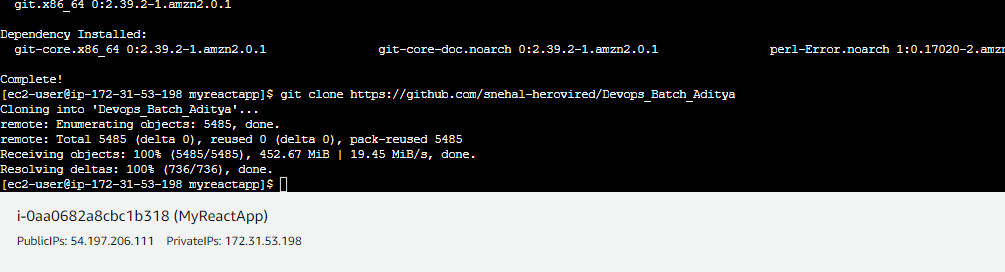 git.x86_64 0:2.39.2-1.amzn2.0.1
Dependency Installed:
git-core.x86_64 0:2.39.2-1.amzn2.0.1 git-core-doc.noarch 0:2.39.2-1.amzn2.0.1 perl-Error.noarch 1:0.17020-2.amzn
Complete!
[ec2-user@ip-172-31-53-198 myreactapp]$ git clone https://github.com/snehal-herovired/Devops_Batch_Aditya
Cloning into 'Devops_Batch_Aditya'...
remote: Enumerating objects: 5485, done.
remote: Total 5485 (delta 0), reused 0 (delta 0), pack-reused 5485
Receiving objects: 100% (5485/5485), 452.67 MiB | 19.45 MiB/s, done.
Resolving deltas: 100% (736/736), done.
[ec2-user@ip-172-31-53-198 myreactapp]$
i-0aa0682a8cbc1b318 (MyReactApp)
PublicIPs: 54.197.206.111 PrivateIPs: 172.31.53.198